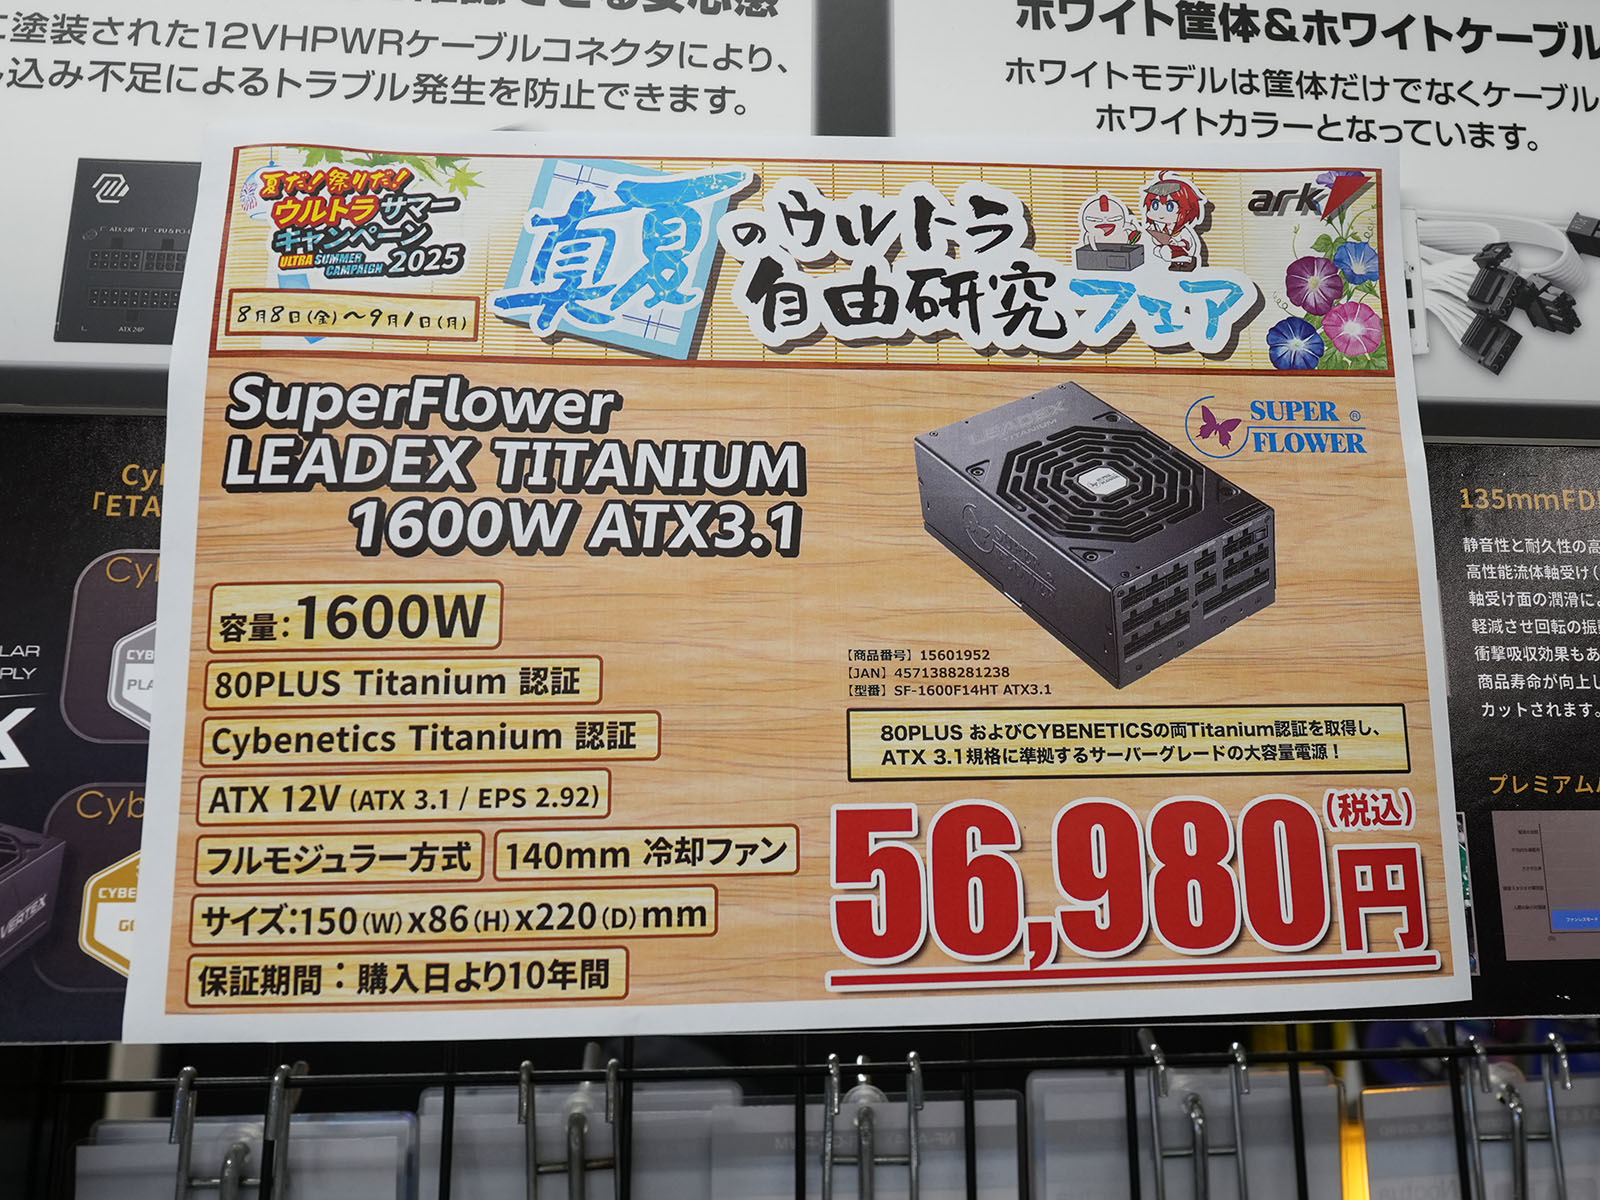 に塗装された12VHPWRケーブルコネクタにより、
し込み不足によるトラブル発生を防止できます。
ホワイト筐体&ホワイトケーブル
ホワイトモデルは筐体だけでなくケーブル
ホワイトカラーとなっています。
ATX 24P
夏だ!祭りだ!
ウルトラサマー
キャンペーン
ULTRA SUMMER CAMPAIGN 2025
8月8日(金)～9月1日(月)
真夏のウルトラ
自由研究フェア
ark
SuperFlower
LEADEX TITANIUM
1600W ATX3.1
SUPER ®
FLOWER
LEADEX
TITANIUM
容量:1600W
80PLUS Titanium 認証
Cybenetics Titanium 認証
ATX 12V (ATX 3.1 / EPS 2.92)
フルモジュラー方式
140mm 冷却ファン
サイズ:150(W)x86(H)x220(D)mm
保証期間：購入日より10年間
【商品番号】15601952
【JAN】4571388281238
【型番】SF-1600F14HT ATX3.1
80PLUS およびCYBENETICSの両Titanium認証を取得し、
ATX 3.1規格に準拠するサーバーグレードの大容量電源！
56,980円
(税込)
「ETA
LAR
PLY
VERTEX
135mmFD
静音性と耐久性の高
高性能流体軸受け(
軸受け面の潤滑に
軽減させ回転の振
衝撃吸収効果もあ
商品寿命が向上し
カットされます。
プレミアム